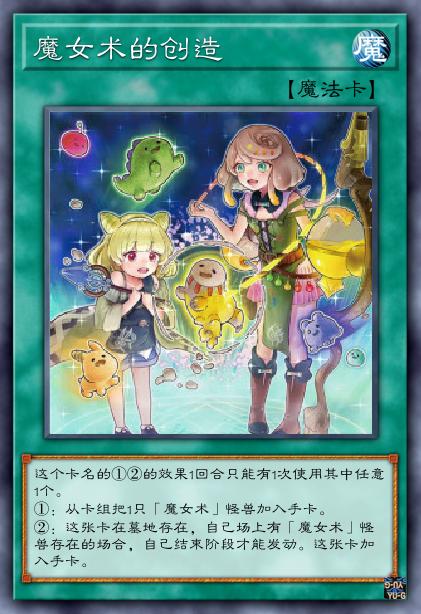 魔女术的创造
魔
【魔法卡】
这个卡名的①②的效果1回合只能有1次使用其中任意
1个。
①：从卡组把1只「魔女术」怪兽加入手卡。
②：这张卡在墓地存在，自己场上有「魔女术」怪
兽存在的场合，自己结束阶段才能发动。这张卡加
入手卡。